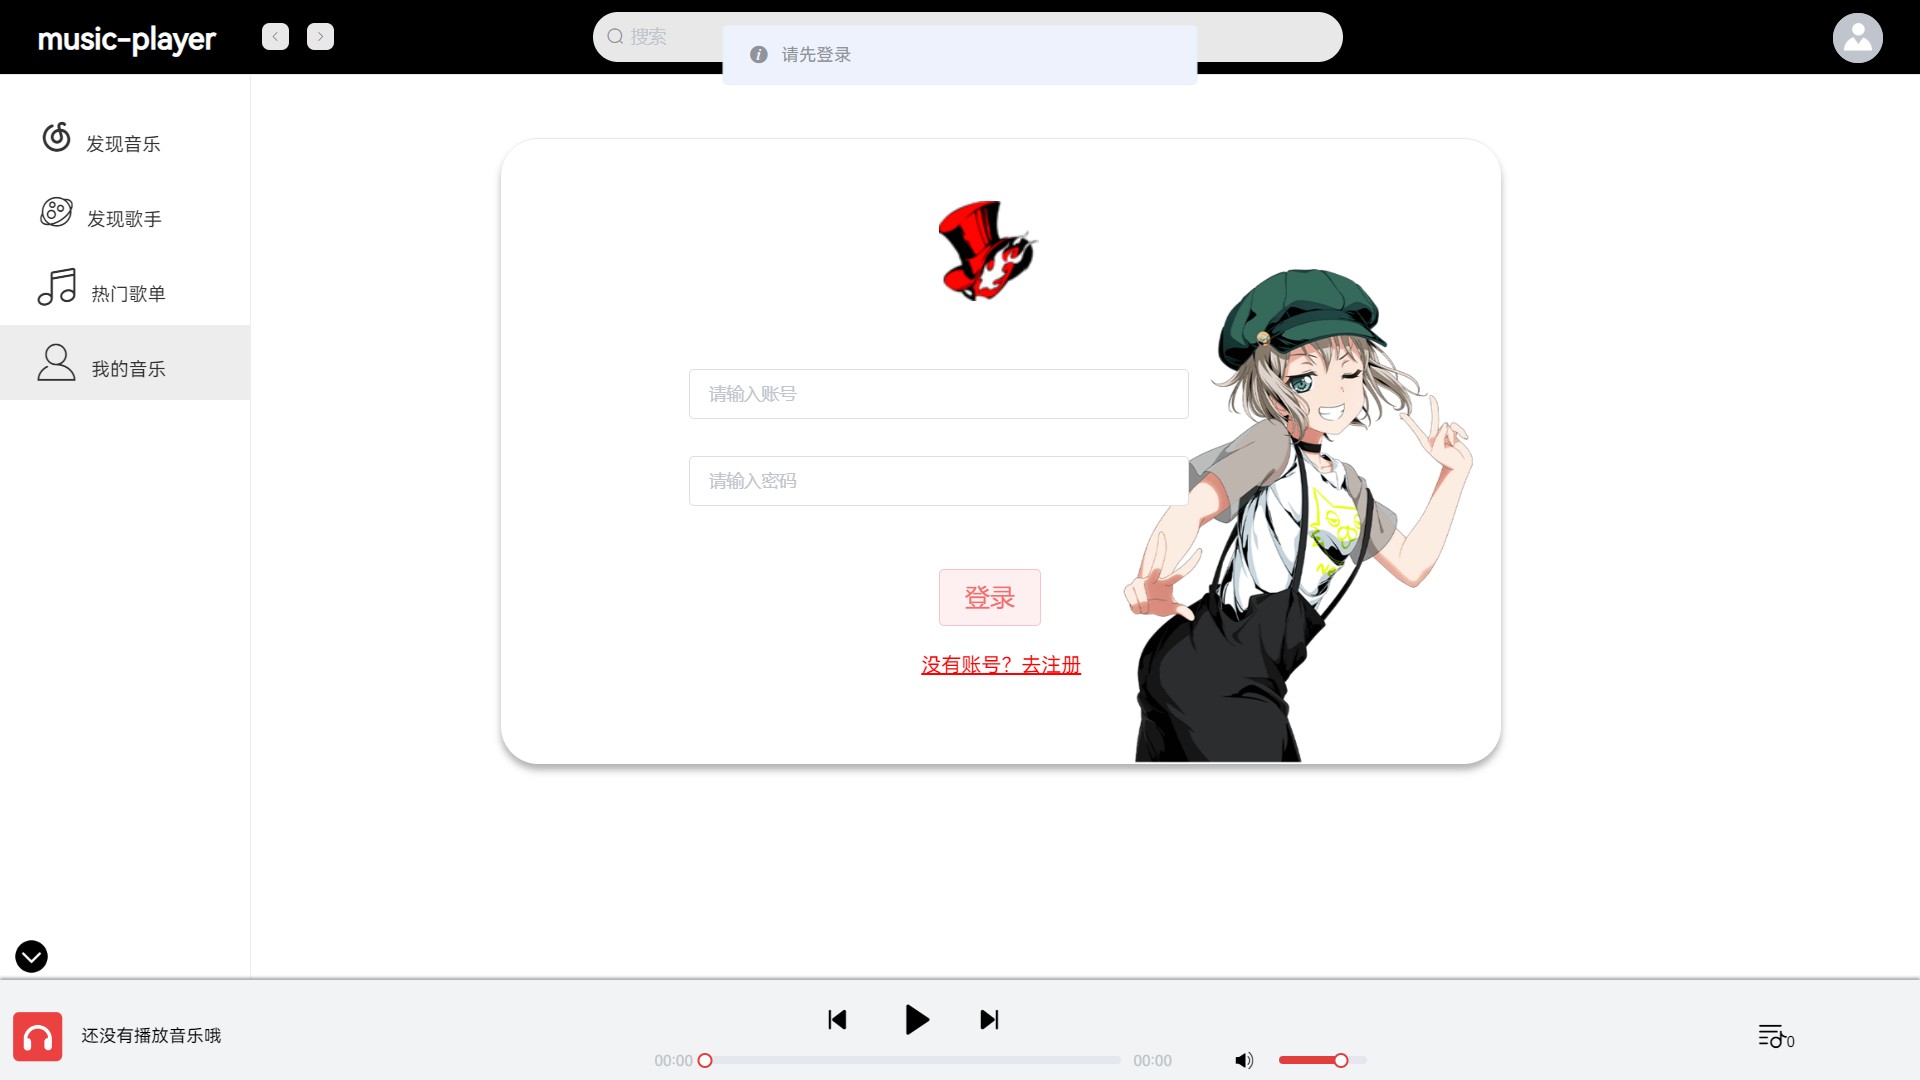 music-player
搜索
请先登录
发现音乐
发现歌手
热门歌单
我的音乐
请输入账号
请输入密码
登录
没有账号？去注册
还没有播放音乐哦
00:00
00:00
0